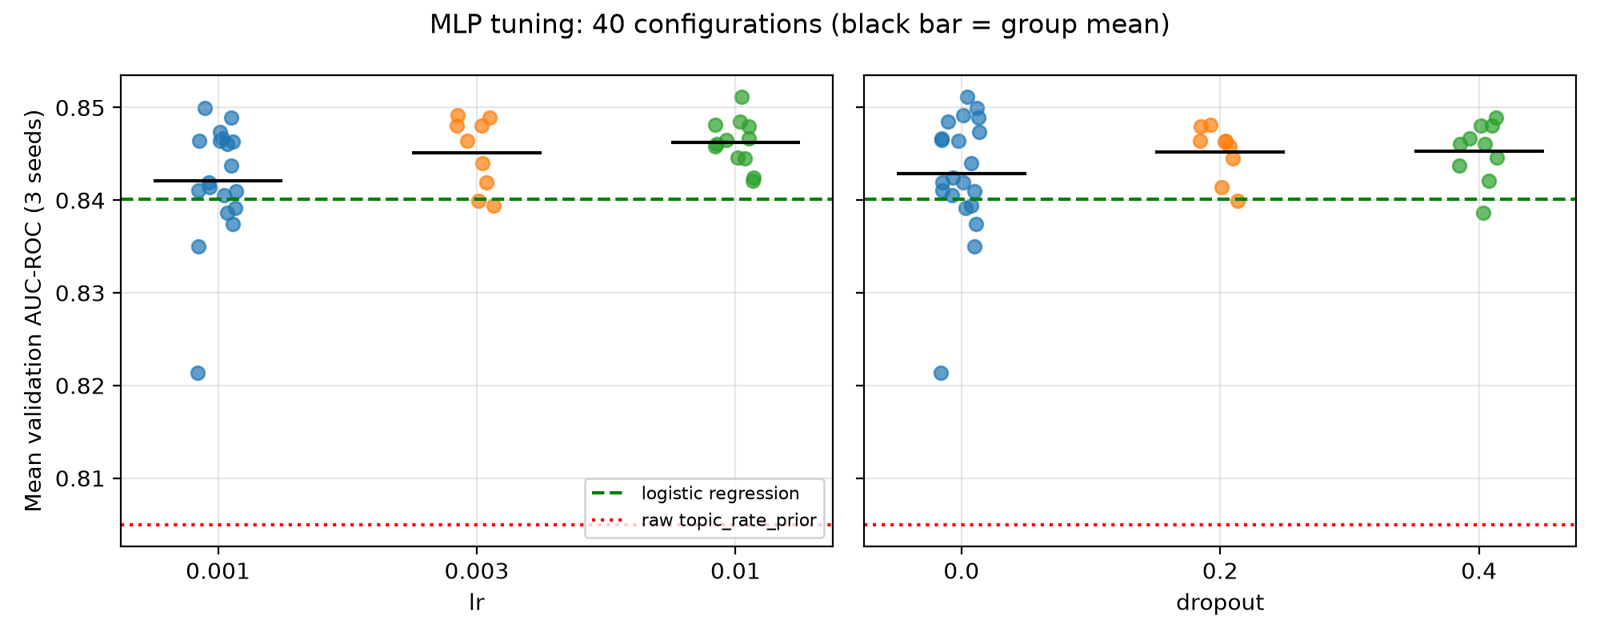 MLP tuning: 40 configurations (black bar = group mean)
Mean validation AUC-ROC (3 seeds)
0.85
0.84
0.83
0.82
0.81
logistic regression
raw topic_rate_prior
0.001 0.003 0.01
lr
0.0 0.2 0.4
dropout